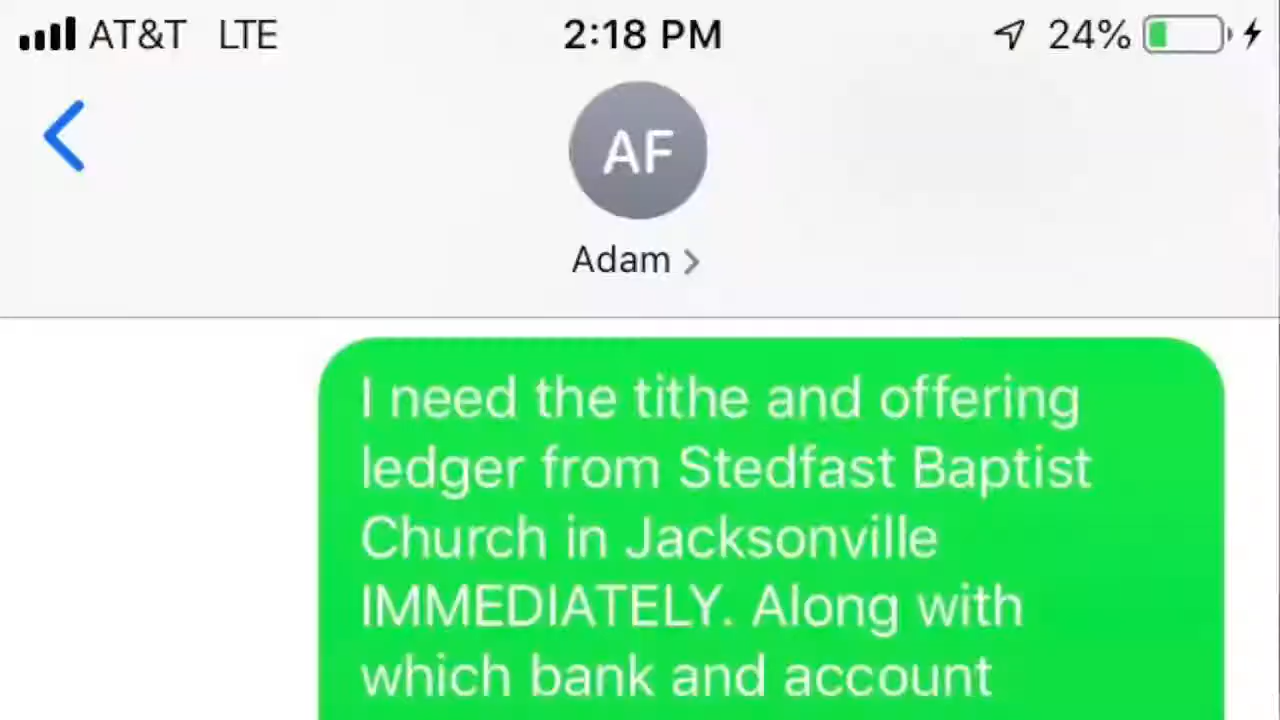 AT&T LTE 2:18 PM 24%
AF
Adam
I need the tithe and offering
ledger from Stedfast Baptist
Church in Jacksonville
IMMEDIATELY. Along with
which bank and account